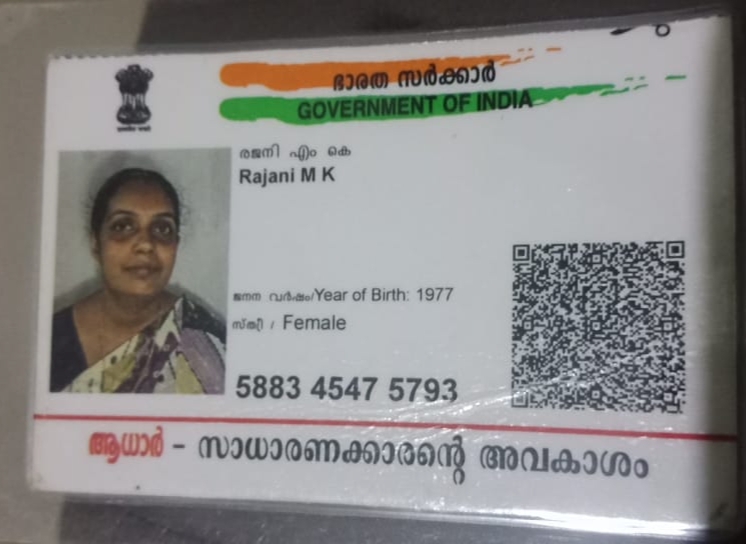 ഭാരത സർക്കാർ
GOVERNMENT OF INDIA
രജനി എം കെ
Rajani M K
ജനന വർഷം/Year of Birth: 1977
സ്ത്രീ / Female
5883 4547 5793
ആധാർ - സാധാരണക്കാരന്റെ അവകാശം